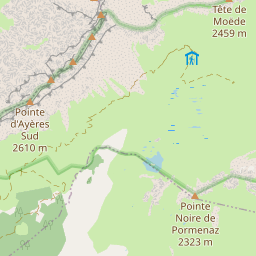 Tête de
Moëde
2459 m
Pointe
d'Ayères
Sud
2610 m
Pointe
Noire de
Pormenaz
2323 m